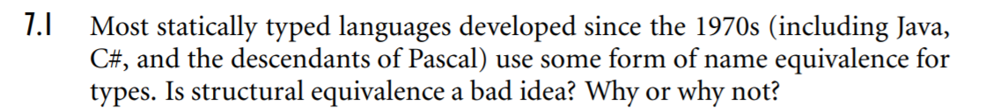 7.1 Most statically typed languages developed since the 1970s (including Java,
C#, and the descendants of Pascal) use some form of name equivalence for
types. Is structural equivalence a bad idea? Why or why not?